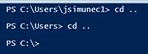 PS C:\Users\jsimunec1> cd ..
PS C:\Users> cd ..
PS C:\>